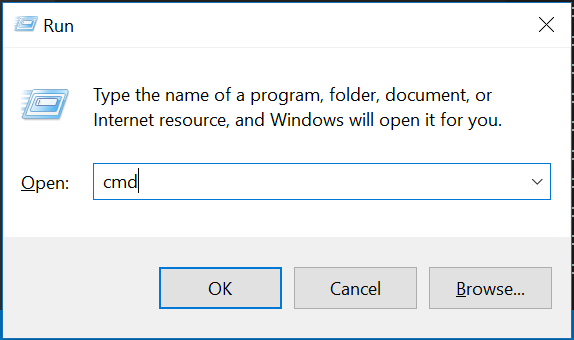 Run
Type the name of a program, folder, document, or
Internet resource, and Windows will open it for you.
Open: cmd
OK Cancel Browse...